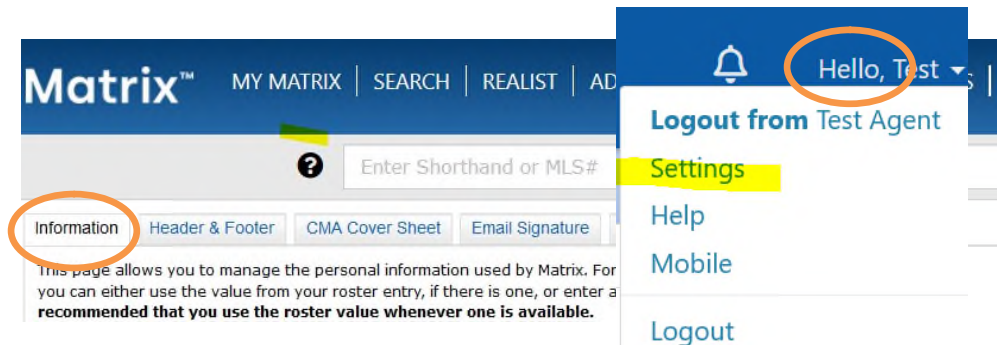 Matrix™ MY MATRIX | SEARCH | REALIST | AD
Hello, Test
S |
Logout from Test Agent
Settings
Help
Mobile
Logout
Enter Shorthand or MLS#
Information Header & Footer CMA Cover Sheet Email Signature
This page allows you to manage the personal information used by Matrix. For
you can either use the value from your roster entry, if there is one, or enter a
recommended that you use the roster value whenever one is available.